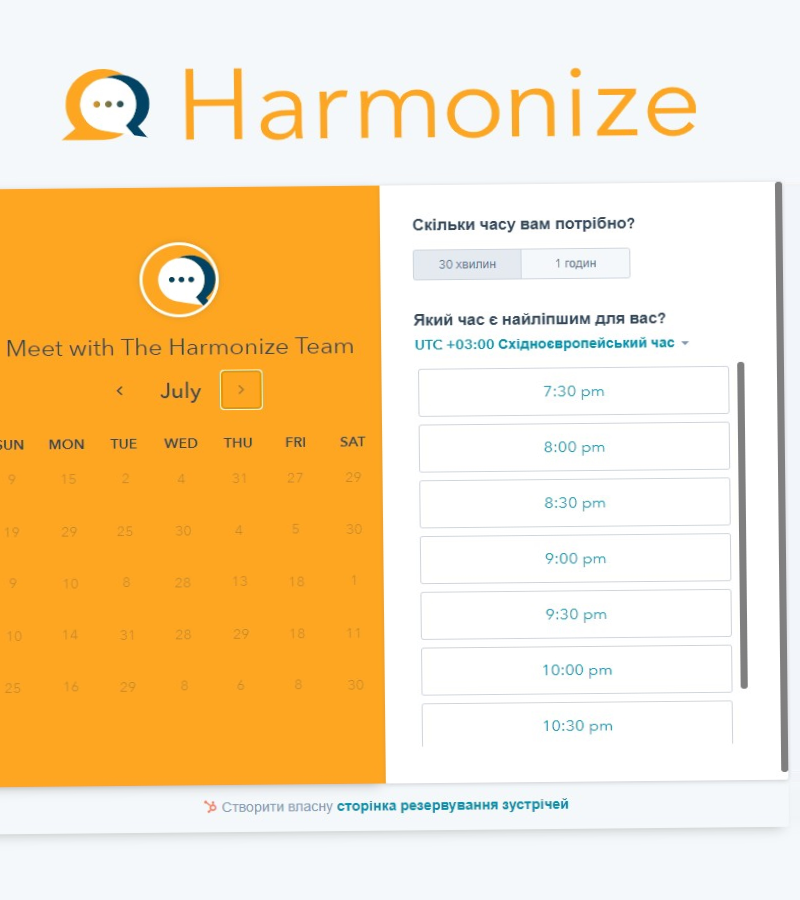 Harmonize
Meet with The Harmonize Team
July
SUN MON TUE WED THU FRI SAT
9 15 2 4 31 27 29
19 29 25 30 4 5 30
9 10 8 28 13 18 1
10 14 31 28 29 18 11
25 16 29 8 6 8 30
Скільки часу вам потрібно?
30 хвилин 1 годин
Який час є найліпшим для вас?
UTC +03:00 Східноєвропейський час
7:30 pm
8:00 pm
8:30 pm
9:00 pm
9:30 pm
10:00 pm
10:30 pm
Створити власну сторінка резервування зустрічей